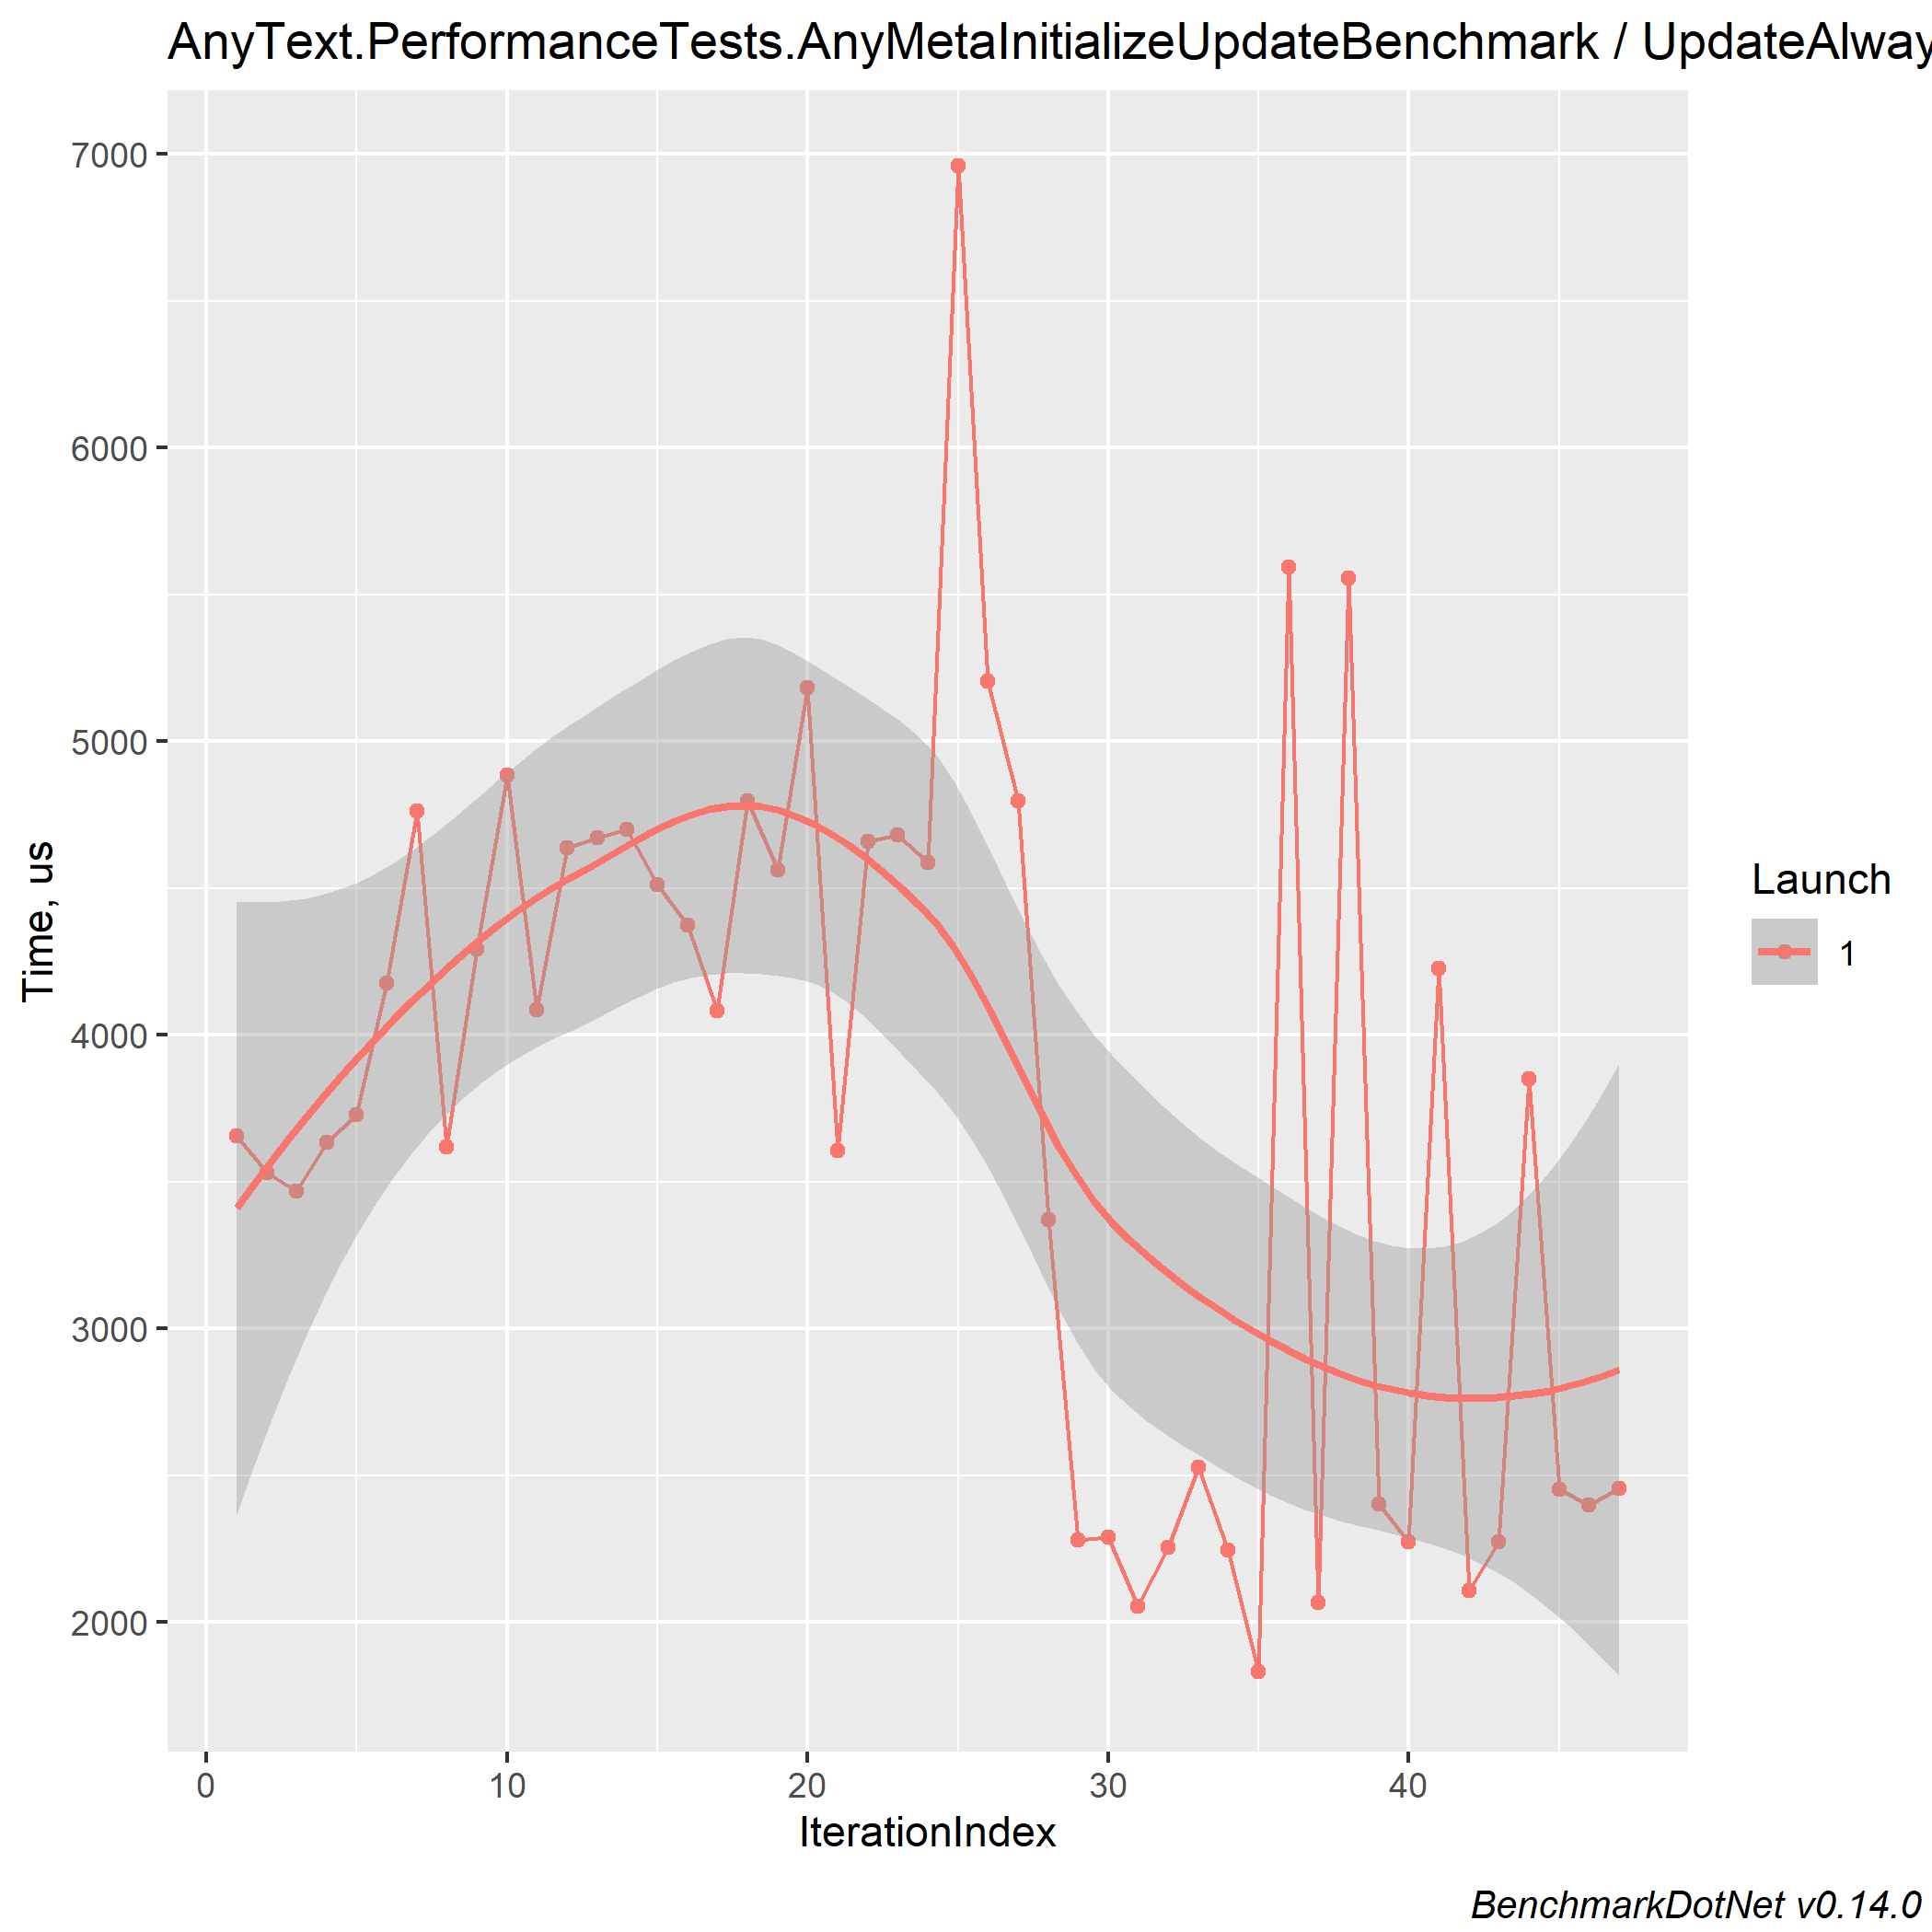 AnyText.PerformanceTests.AnyMetaInitializeUpdateBenchmark / UpdateAlway
7000
6000
5000
4000
3000
2000
Time, us
0 10 20 30 40
IterationIndex
Launch
1
BenchmarkDotNet v0.14.0